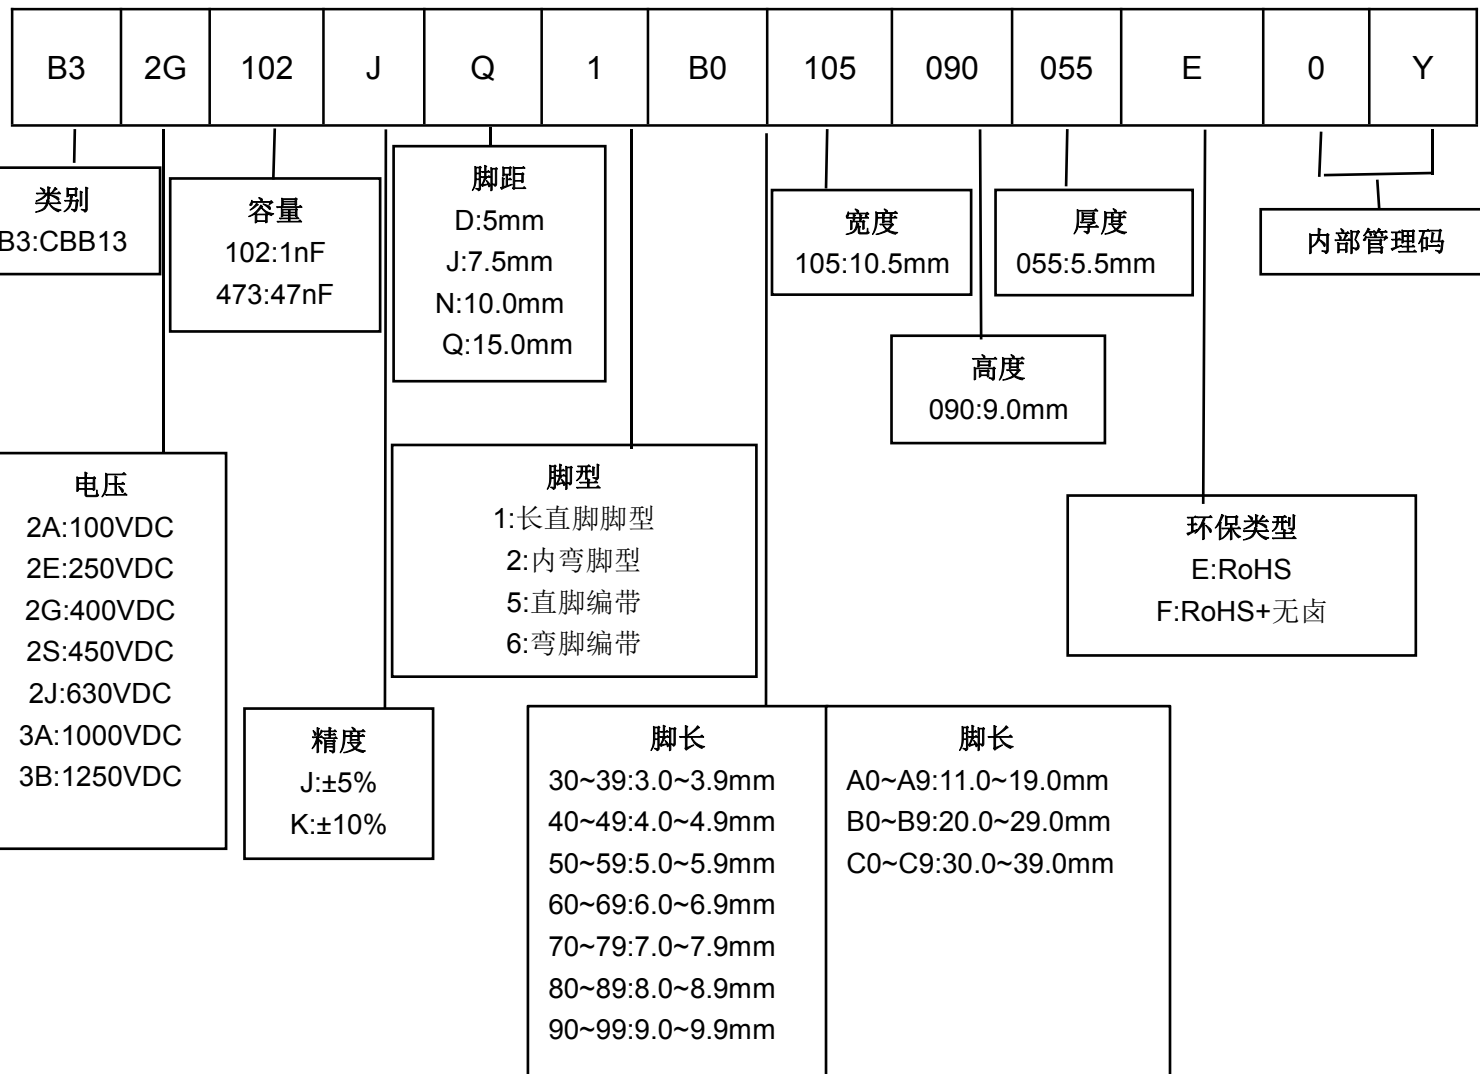 B3 2G 102 J Q 1 B0 105 090 055 E 0 Y
类别
B3:CBB13
容量
102:1nF
473:47nF
脚距
D:5mm
J:7.5mm
N:10.0mm
Q:15.0mm
宽度
105:10.5mm
厚度
055:5.5mm
内部管理码
高度
090:9.0mm
电压
2A:100VDC
2E:250VDC
2G:400VDC
2S:450VDC
2J:630VDC
3A:1000VDC
3B:1250VDC
脚型
1:长直脚脚型
2:内弯脚型
5:直脚编带
6:弯脚编带
环保类型
E:RoHS
F:RoHS+无卤
精度
J:±5%
K:±10%
脚长
30~39:3.0~3.9mm
40~49:4.0~4.9mm
50~59:5.0~5.9mm
60~69:6.0~6.9mm
70~79:7.0~7.9mm
80~89:8.0~8.9mm
90~99:9.0~9.9mm
脚长
A0~A9:11.0~19.0mm
B0~B9:20.0~29.0mm
C0~C9:30.0~39.0mm